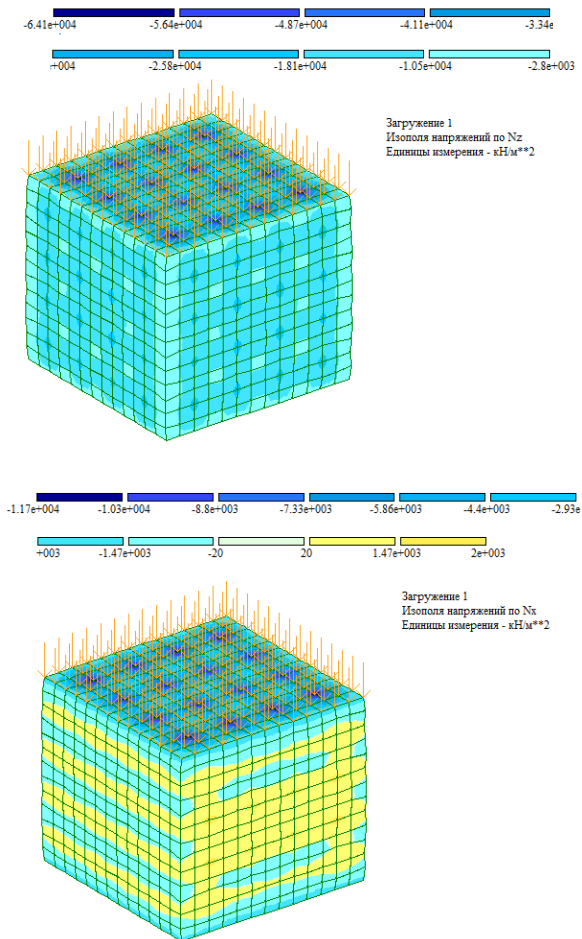 -6.41e+004 -5.64e+004 -4.87e+004 -4.11e+004 -3.34e
+004 -2.58e+004 -1.81e+004 -1.05e+004 -2.8e+003
Загружение 1
Изополя напряжений по Nz
Единицы измерения - кН/м**2
-1.17e+004 -1.03e+004 -8.8e+003 -7.33e+003 -5.86e+003 -4.4e+003 -2.93e
+003 -1.47e+003 -20 20 1.47e+003 2e+003
Загружение 1
Изополя напряжений по Nx
Единицы измерения - кН/м**2